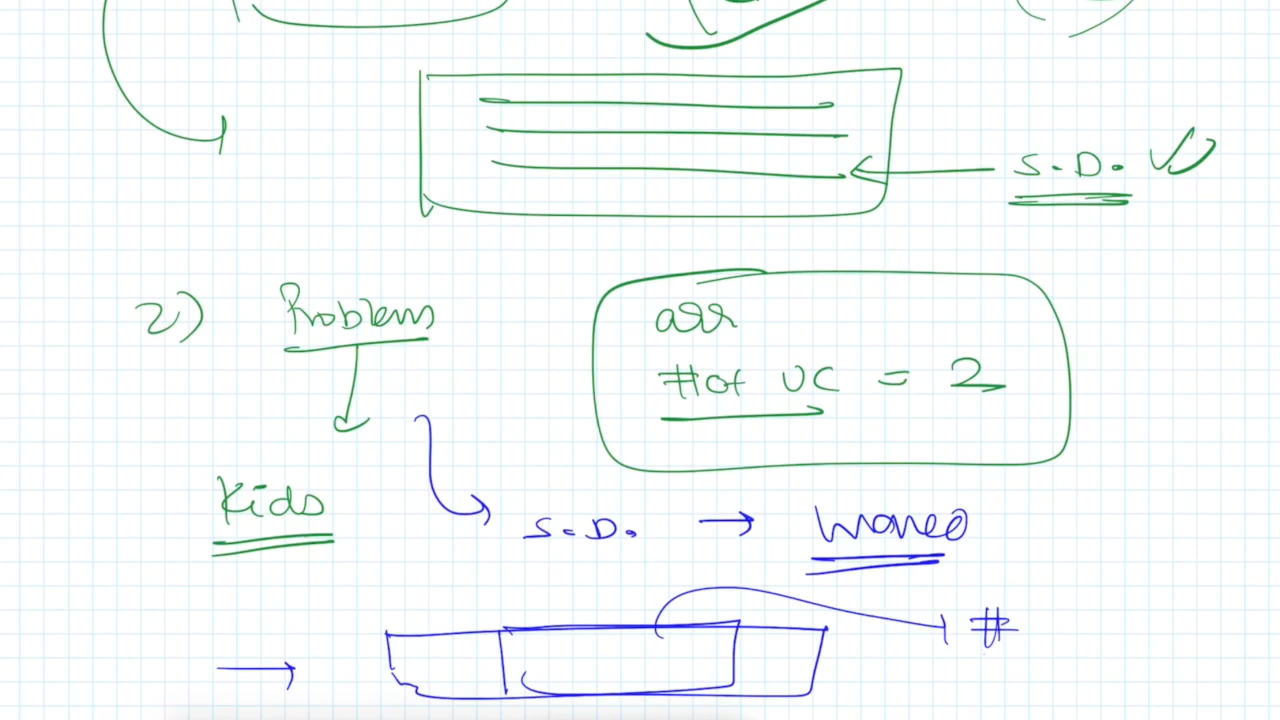 S.D.
2) Problem
arr
#of UC = 2
Kids
S.D. →
#